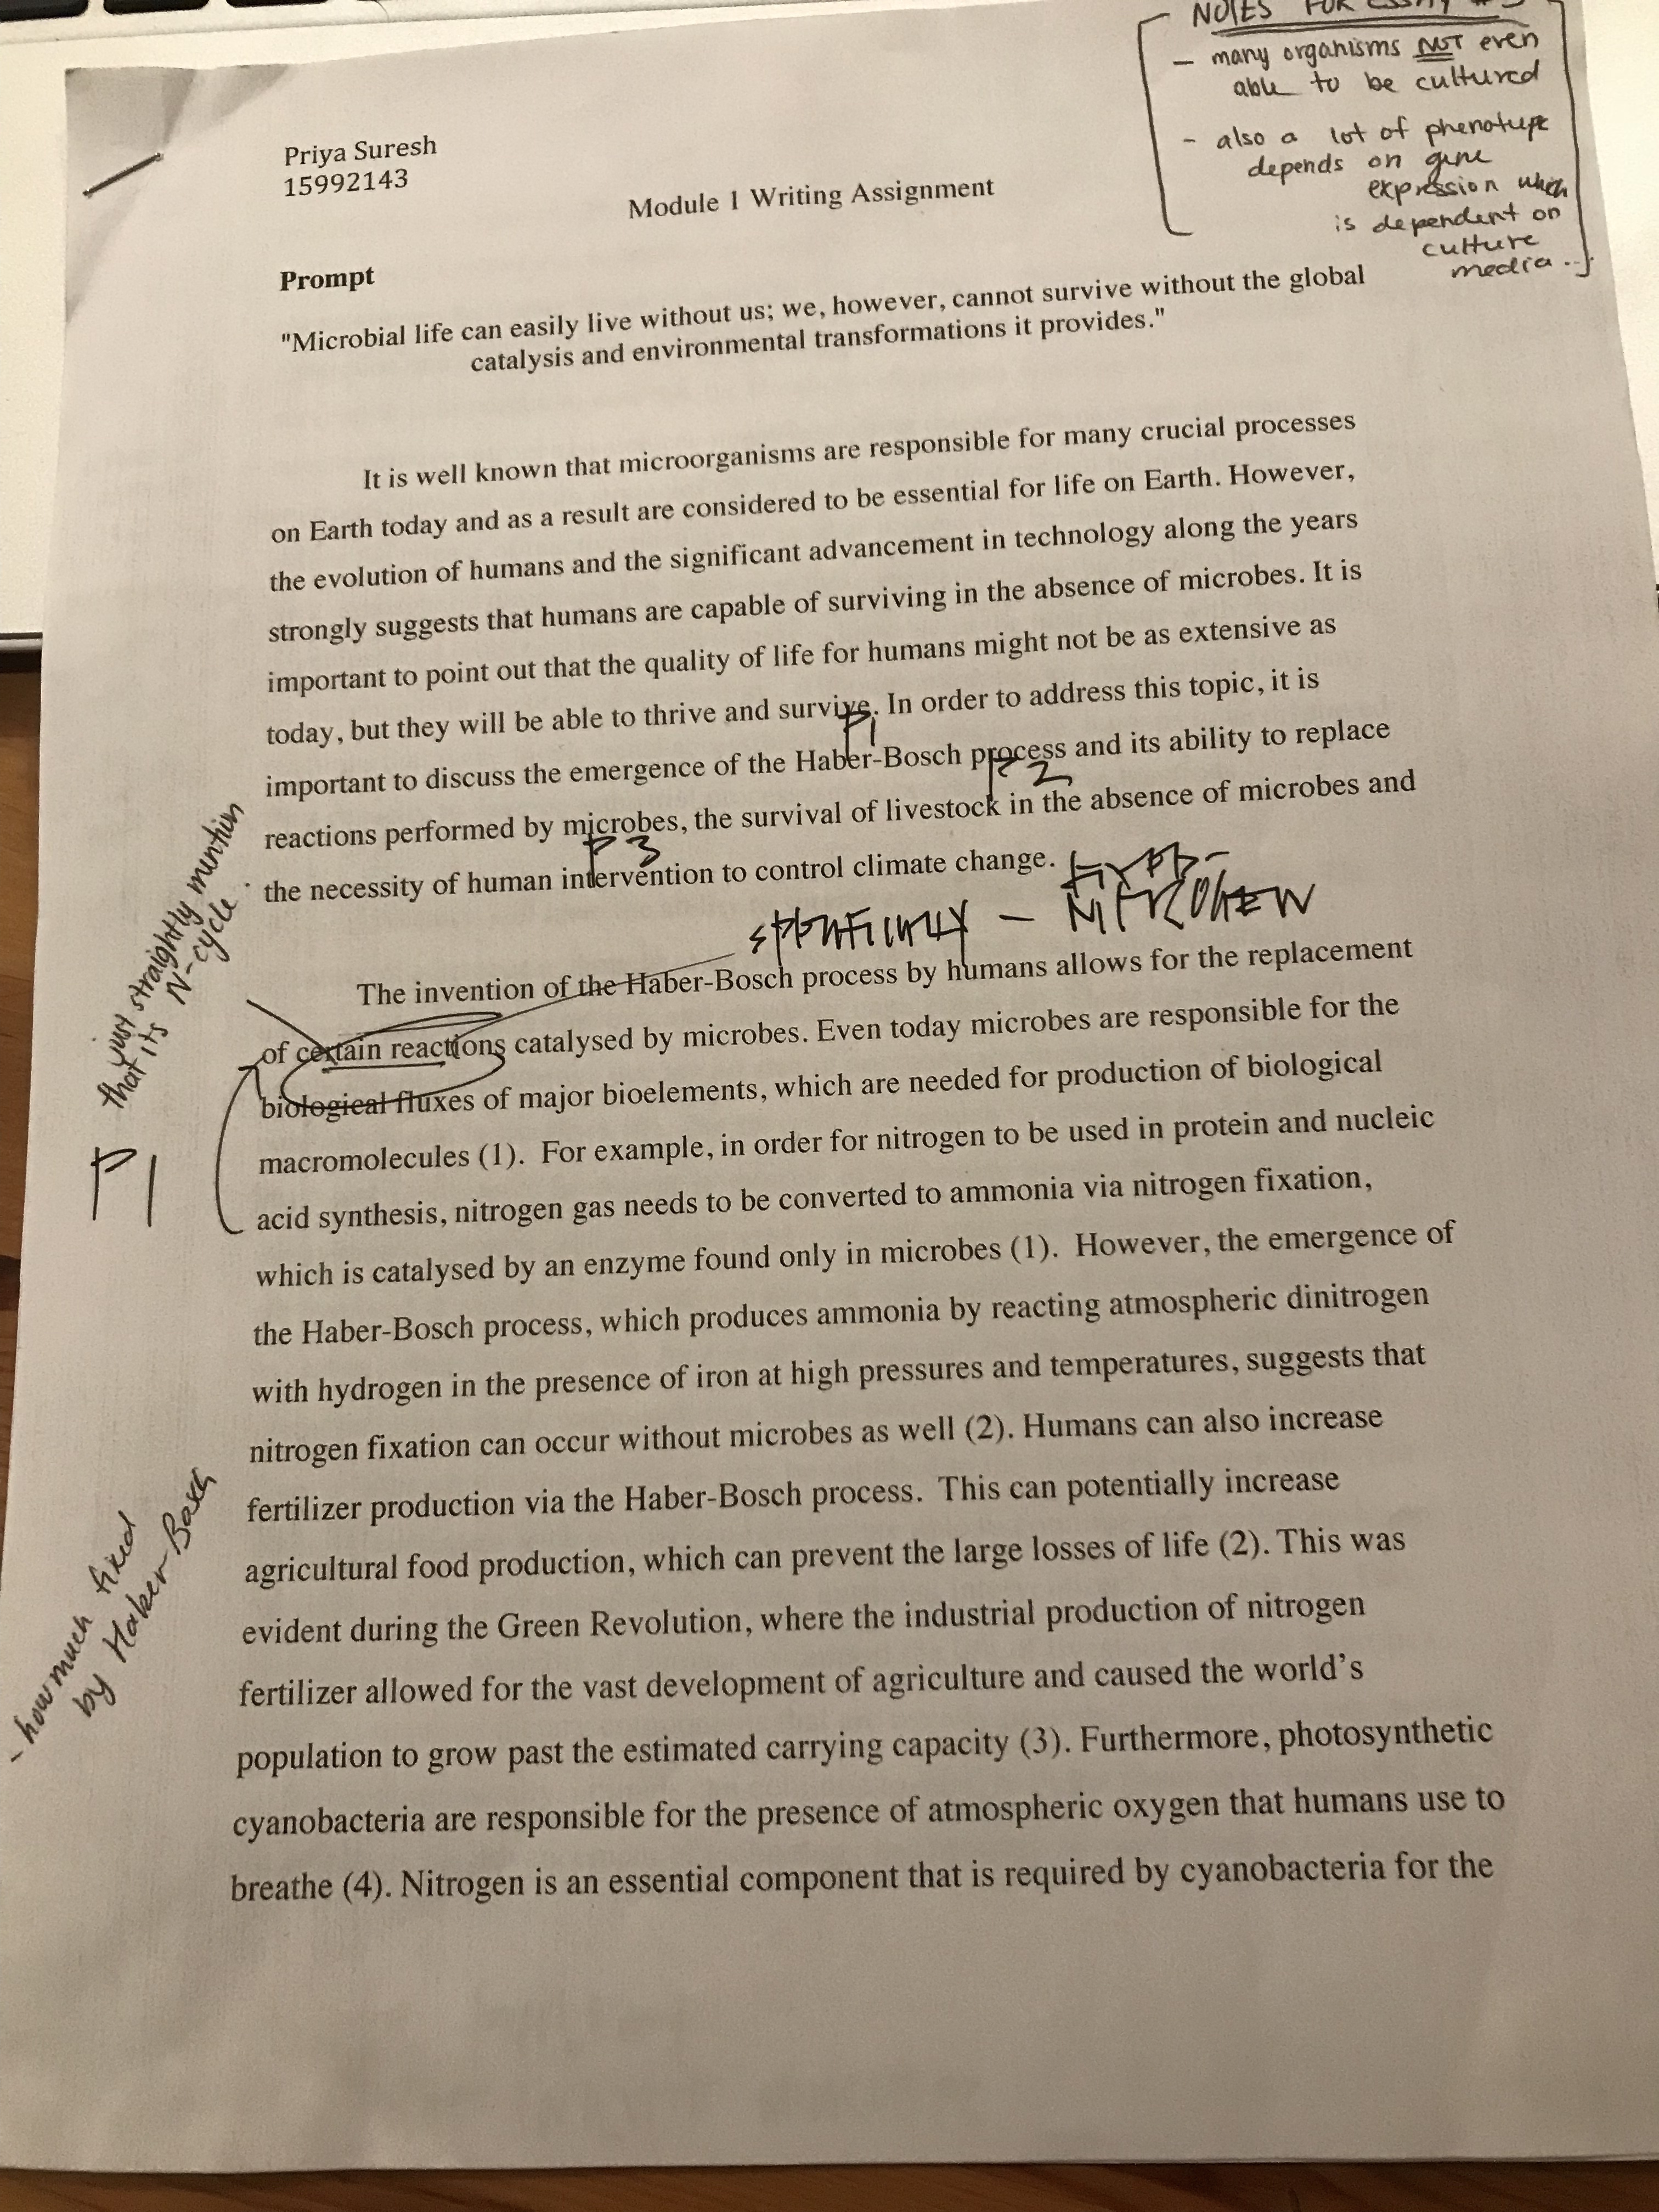 NOTES FOR ESSAY
— many organisms NOT even
able to be cultured
- also a lot of phenotype
depends on gene
expression which
is dependent on
culture
media ..
Priya Suresh
15992143
Module 1 Writing Assignment
Prompt
"Microbial life can easily live without us; we, however, cannot survive without the global
catalysis and environmental transformations it provides."
It is well known that microorganisms are responsible for many crucial processes
on Earth today and as a result are considered to be essential for life on Earth. However,
the evolution of humans and the significant advancement in technology along the years
strongly suggests that humans are capable of surviving in the absence of microbes. It is
important to point out that the quality of life for humans might not be as extensive as
today, but they will be able to thrive and survive. In order to address this topic, it is
P1
important to discuss the emergence of the Haber-Bosch process and its ability to replace
P2
reactions performed by microbes, the survival of livestock in the absence of microbes and
P3
the necessity of human intervention to control climate change.
SPECIFICALLY — NITROGEN
The invention of the Haber-Bosch process by humans allows for the replacement
of certain reactions catalysed by microbes. Even today microbes are responsible for the
biological fluxes of major bioelements, which are needed for production of biological
macromolecules (1). For example, in order for nitrogen to be used in protein and nucleic
acid synthesis, nitrogen gas needs to be converted to ammonia via nitrogen fixation,
which is catalysed by an enzyme found only in microbes (1). However, the emergence of
the Haber-Bosch process, which produces ammonia by reacting atmospheric dinitrogen
with hydrogen in the presence of iron at high pressures and temperatures, suggests that
nitrogen fixation can occur without microbes as well (2). Humans can also increase
fertilizer production via the Haber-Bosch process. This can potentially increase
agricultural food production, which can prevent the large losses of life (2). This was
evident during the Green Revolution, where the industrial production of nitrogen
fertilizer allowed for the vast development of agriculture and caused the world's
population to grow past the estimated carrying capacity (3). Furthermore, photosynthetic
cyanobacteria are responsible for the presence of atmospheric oxygen that humans use to
breathe (4). Nitrogen is an essential component that is required by cyanobacteria for the
just straightly muntion
that its N-cycle.
P1
- how much fixed
by Haber-Bosch